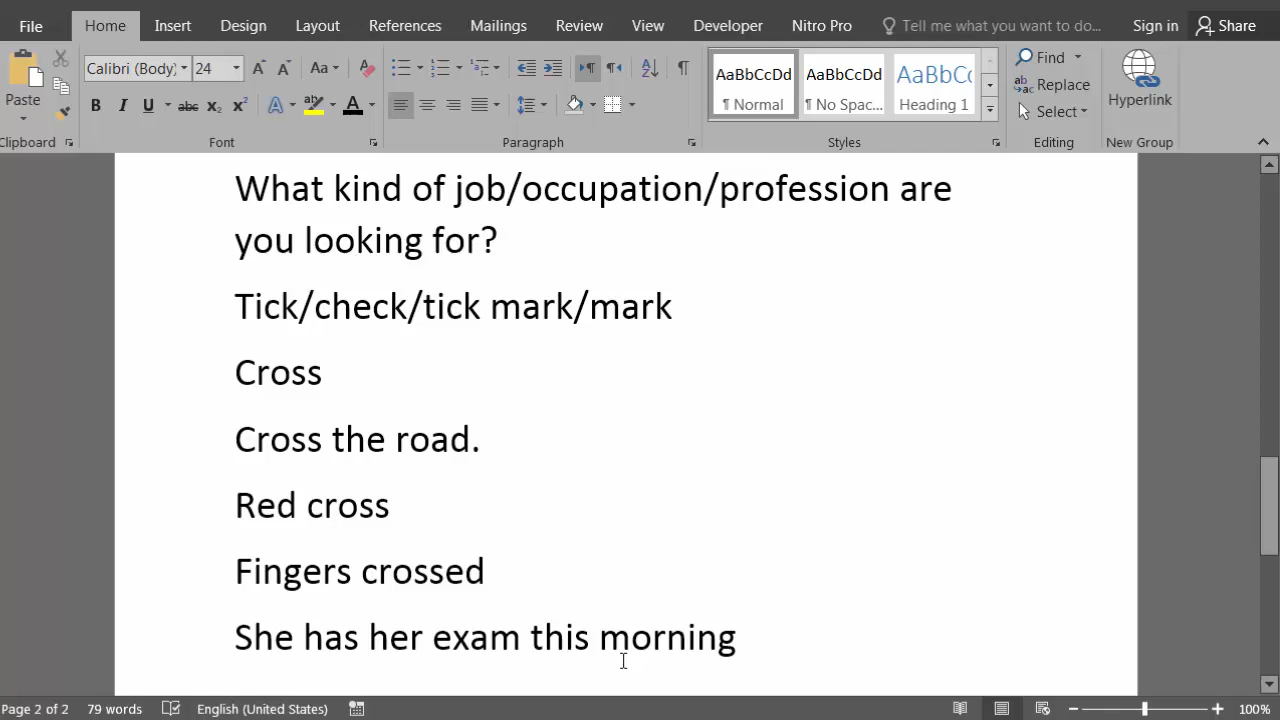 File Home Insert Design Layout References Mailings Review View Developer Nitro Pro Tell me what you want to do... Sign in Share
Calibri (Body) 24 Aa AaBbCcDd AaBbCcDd AaBbCc Find
Paste Replace Hyperlink
B I U abc X₂ X² A A ¶ Normal ¶ No Spac... Heading 1 Select
Clipboard Font Paragraph Styles Editing New Group
What kind of job/occupation/profession are
you looking for?
Tick/check/tick mark/mark
Cross
Cross the road.
Red cross
Fingers crossed
She has her exam this morning
Page 2 of 2 79 words English (United States) 100%